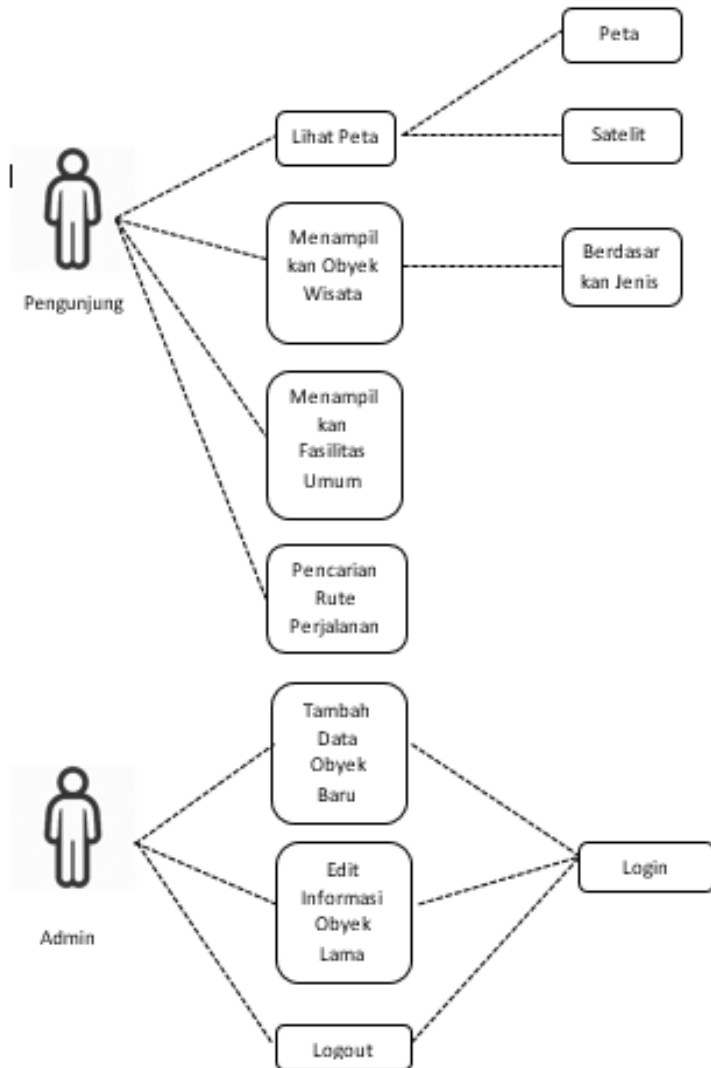 Peta
Lihat Peta
Satelit
Menampil
kan Obyek
Wisata
Berdasar
kan Jenis
Pengunjung
Menampil
kan
Fasilitas
Umum
Pencarian
Rute
Perjalanan
Tambah
Data
Obyek
Baru
Edit
Informasi
Obyek
Lama
Login
Admin
Logout